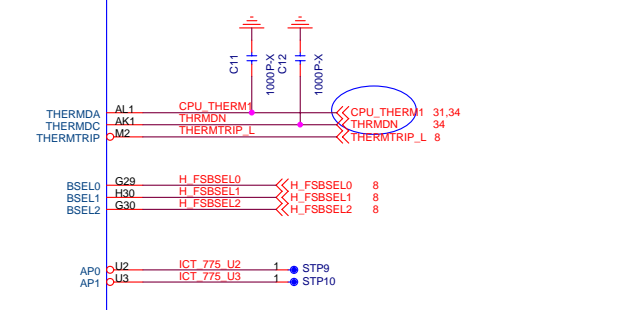 C11
1000P-X
C12
1000P-X
THERMDA AL1 CPU_THERM1 CPU_THERM1 31,34
THERMDC AK1 THRMDN THRMDN 34
THERMTRIP M2 THERMTRIP_L THERMTRIP_L 8
BSEL0 G29 H_FSBSEL0 H_FSBSEL0 8
BSEL1 H30 H_FSBSEL1 H_FSBSEL1 8
BSEL2 G30 H_FSBSEL2 H_FSBSEL2 8
AP0 U2 ICT_775_U2 1 STP9
AP1 U3 ICT_775_U3 1 STP10